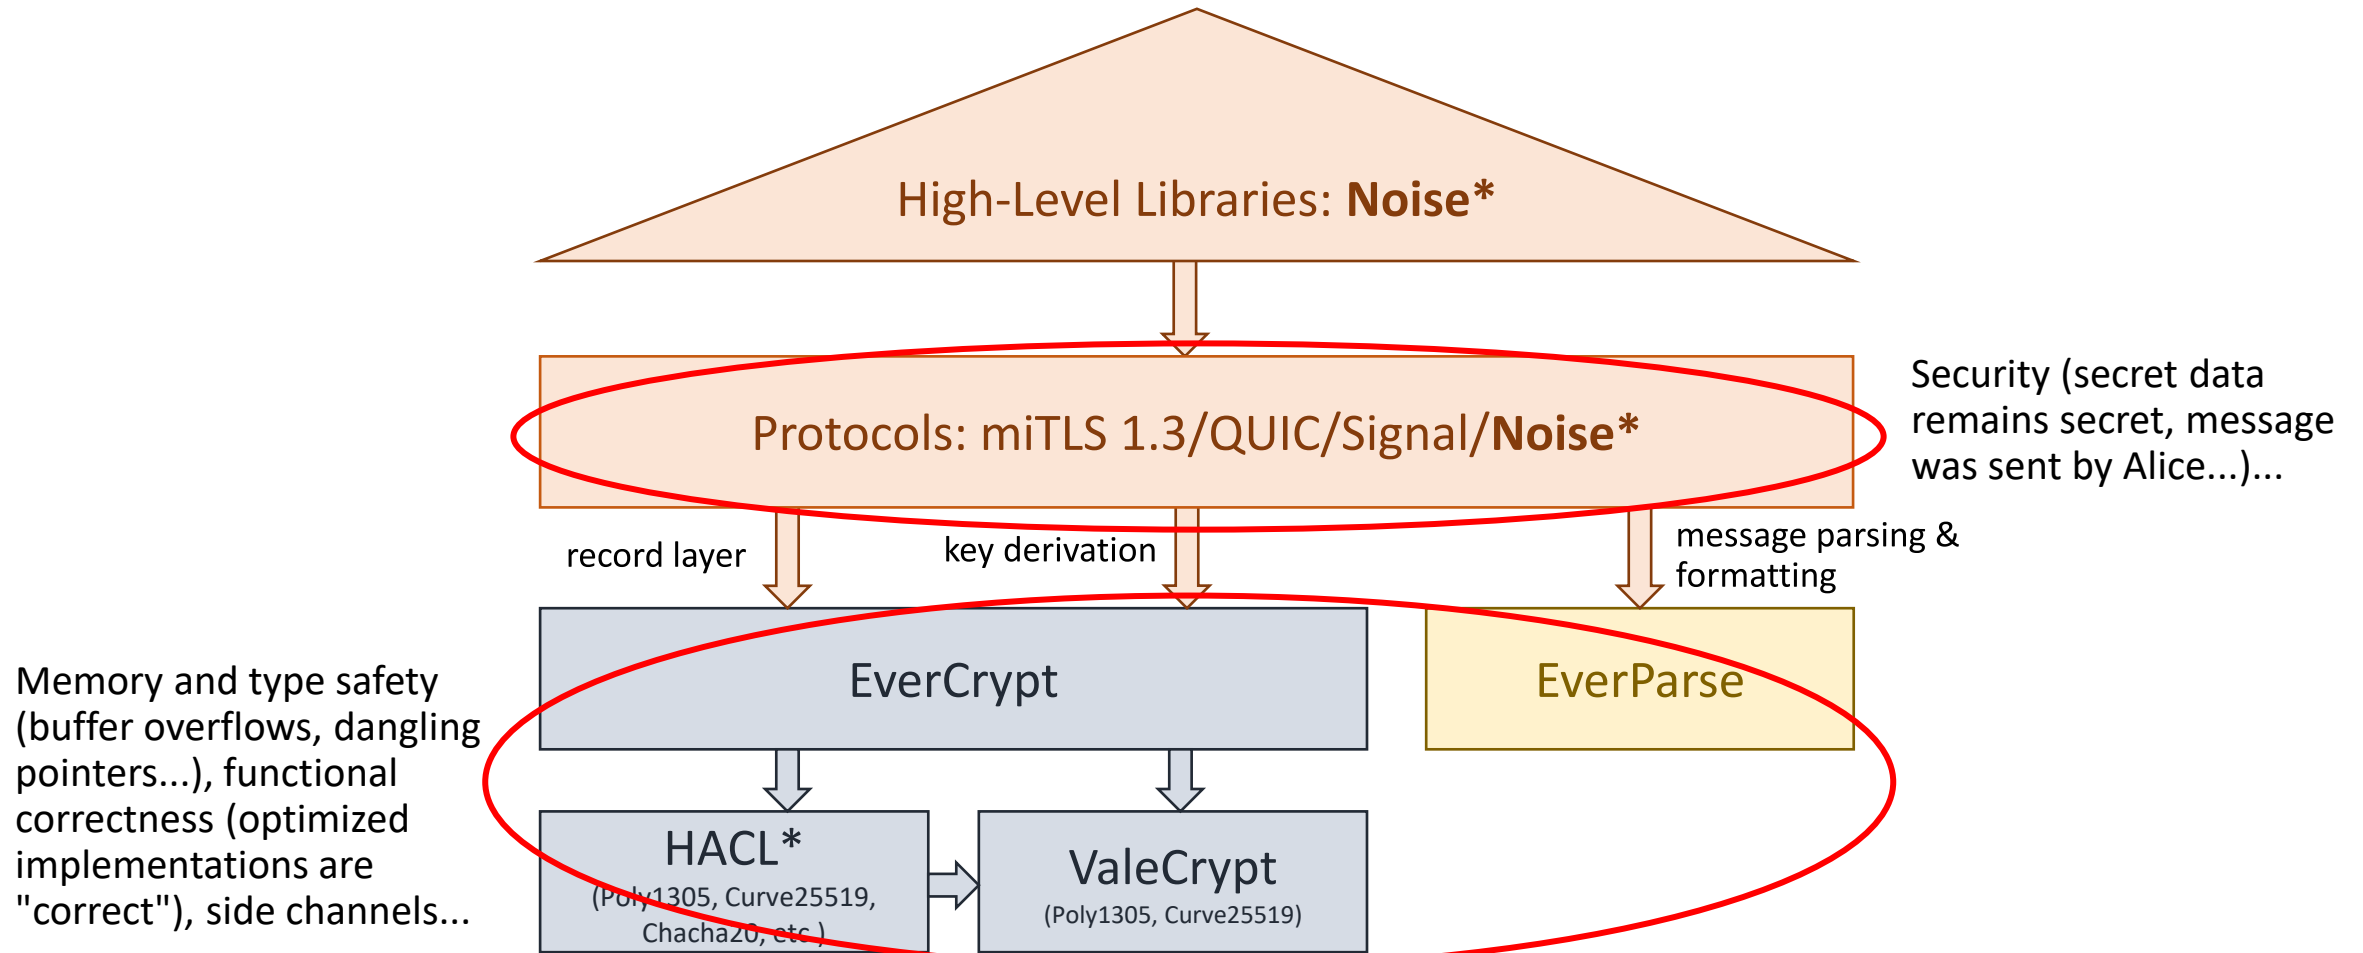 High-Level Libraries: Noise*
Protocols: miTLS 1.3/QUIC/Signal/Noise*
Security (secret data
remains secret, message
was sent by Alice...)...
record layer
key derivation
message parsing &
formatting
EverCrypt
EverParse
Memory and type safety
(buffer overflows, dangling
pointers...), functional
correctness (optimized
implementations are
"correct"), side channels...
HACL*
(Poly1305, Curve25519,
Chacha20, etc.)
ValeCrypt
(Poly1305, Curve25519)